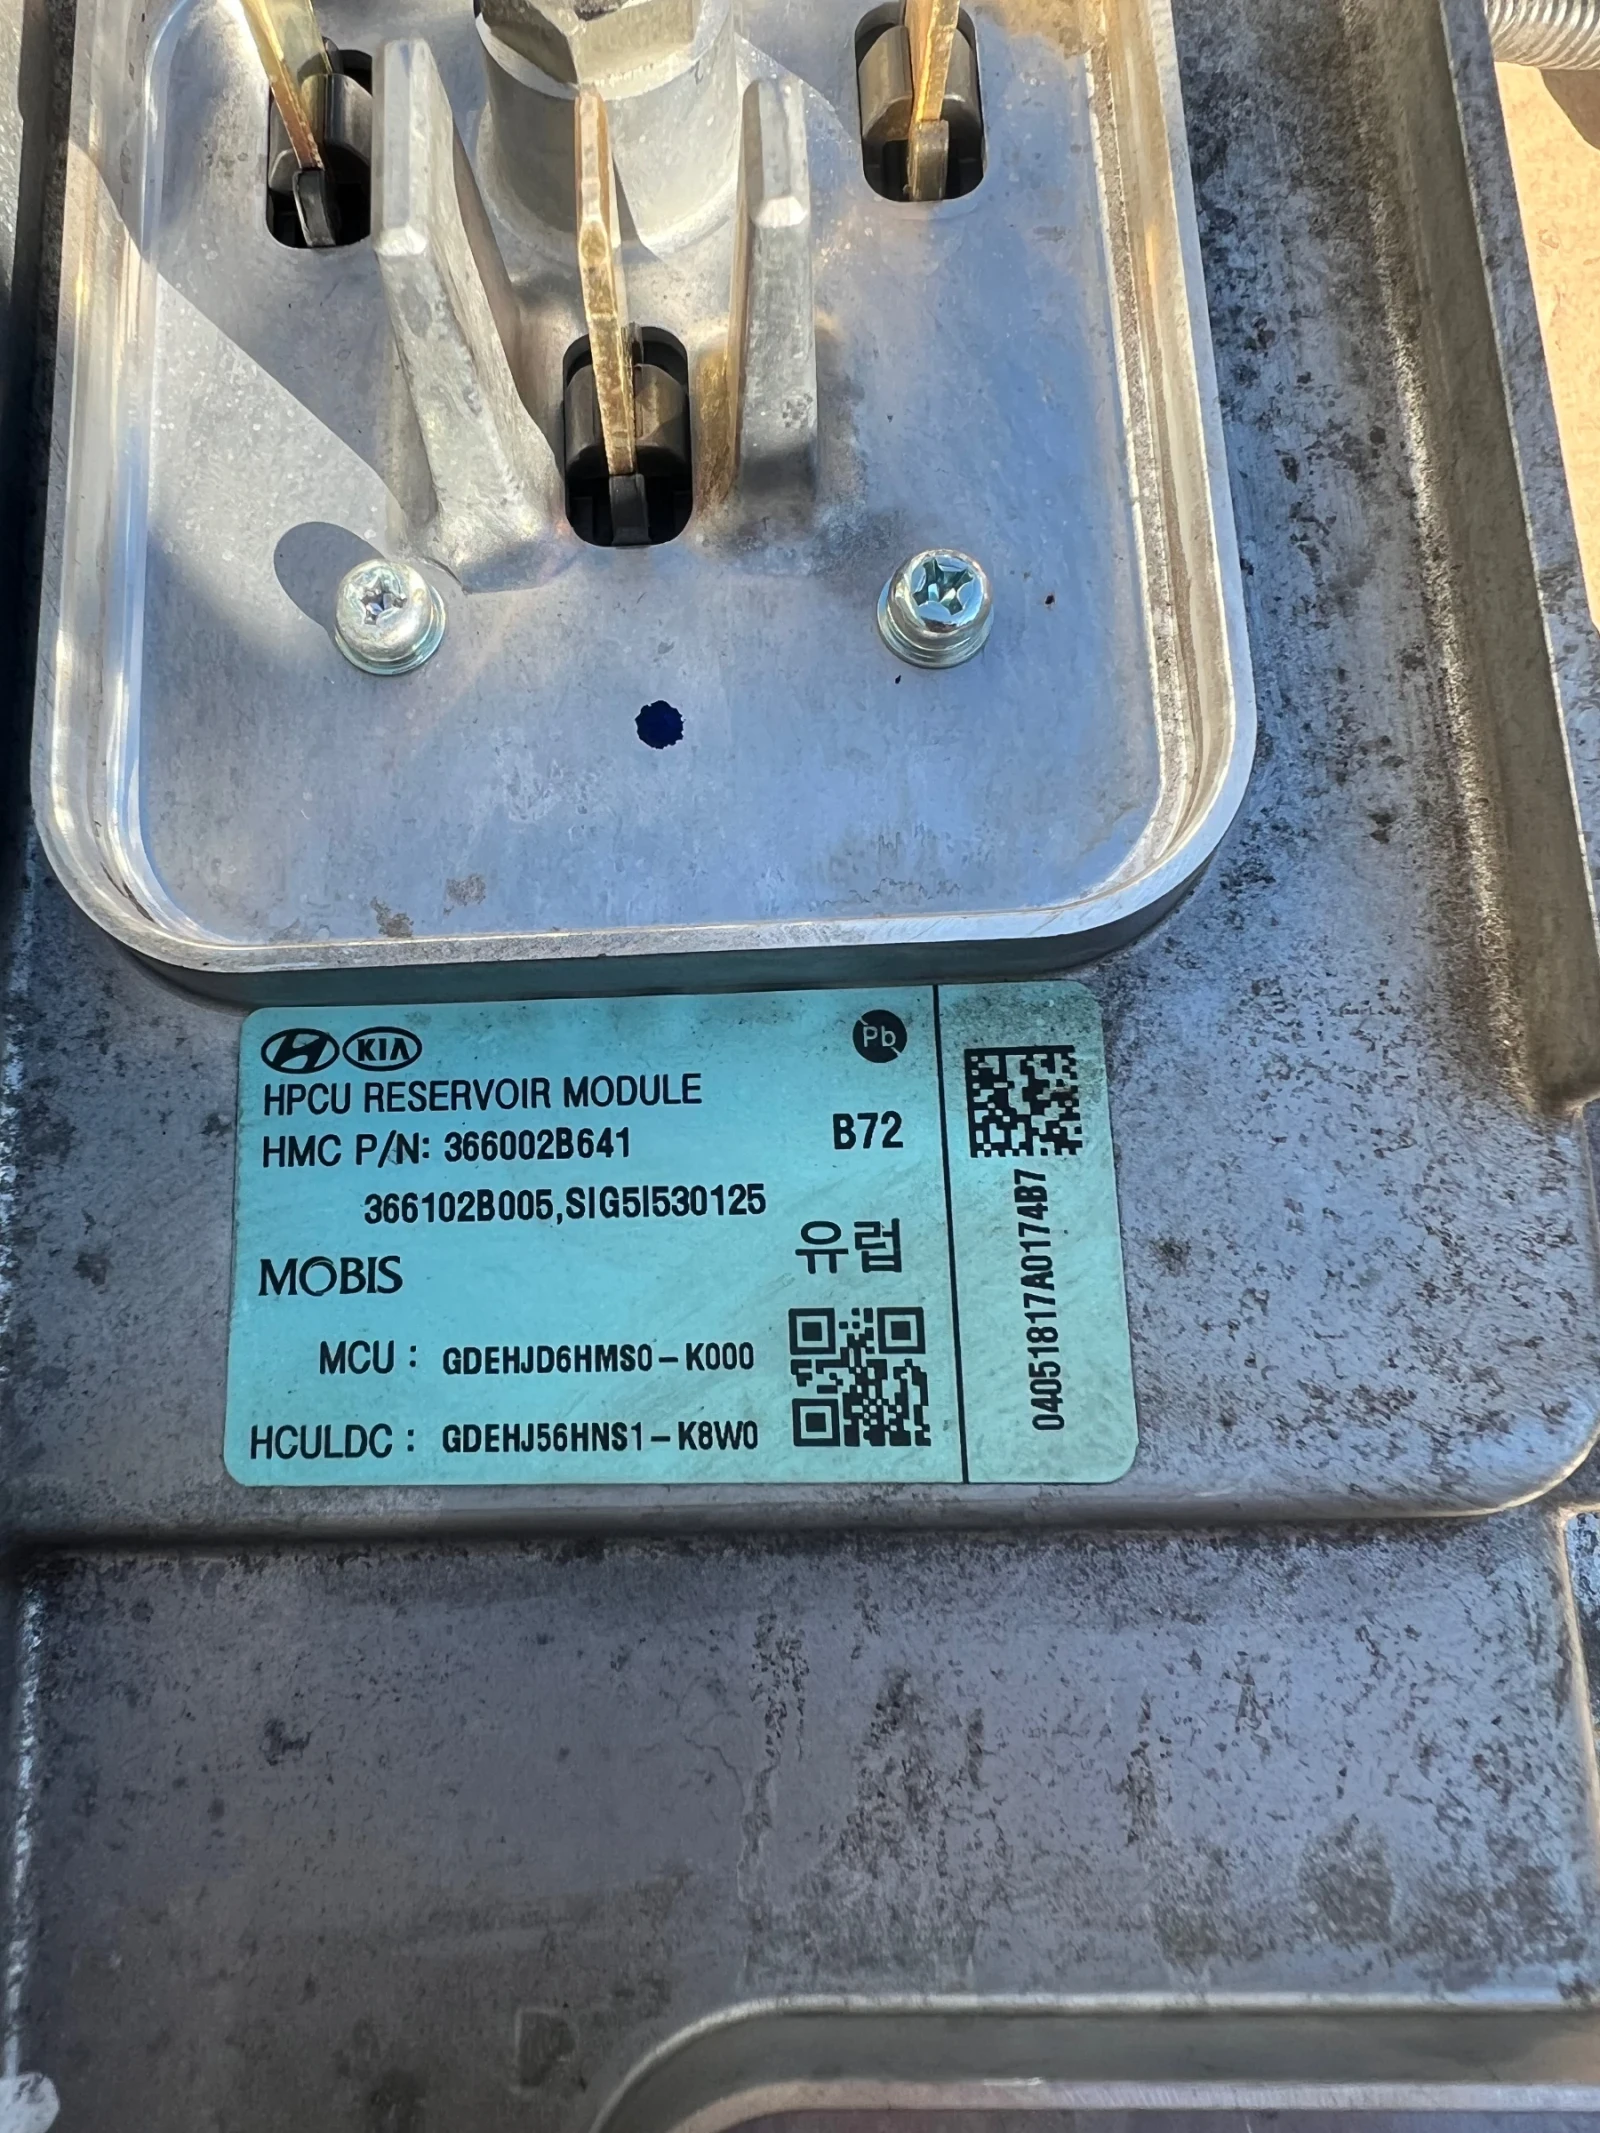 KIA
Pb
HPCU RESERVOIR MODULE
HMC P/N: 366002B641
B72
366102B005,SIG5I530125
유럽
MOBIS
MCU : GDEHJD6HMS0-K000
HCULDC : GDEHJ56HNS1-K8W0
04051817A0174B7